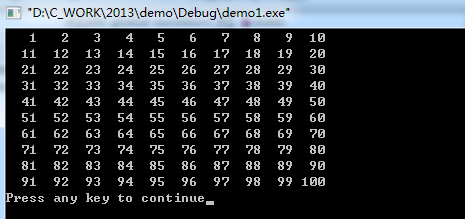 "D:\C_WORK\2013\demo\Debug\demo1.exe"
1 2 3 4 5 6 7 8 9 10
11 12 13 14 15 16 17 18 19 20
21 22 23 24 25 26 27 28 29 30
31 32 33 34 35 36 37 38 39 40
41 42 43 44 45 46 47 48 49 50
51 52 53 54 55 56 57 58 59 60
61 62 63 64 65 66 67 68 69 70
71 72 73 74 75 76 77 78 79 80
81 82 83 84 85 86 87 88 89 90
91 92 93 94 95 96 97 98 99 100
Press any key to continue